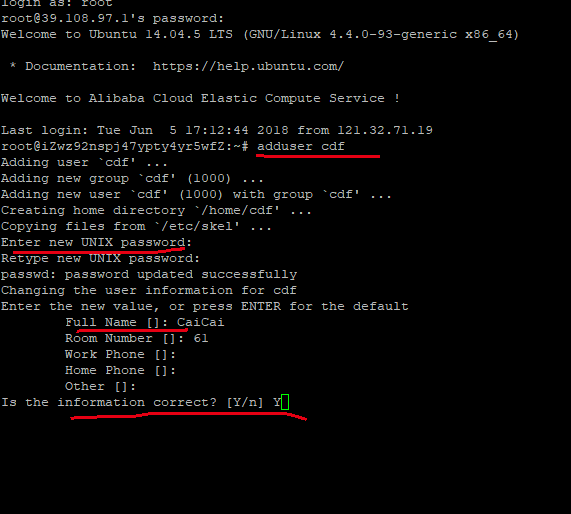 login as: root
root@39.108.97.1's password:
Welcome to Ubuntu 14.04.5 LTS (GNU/Linux 4.4.0-93-generic x86_64)
* Documentation:  https://help.ubuntu.com/
Welcome to Alibaba Cloud Elastic Compute Service !
Last login: Tue Jun  5 17:12:44 2018 from 121.32.71.19
root@iZwz92nspj47ypty4yr5wfZ:~# adduser cdf
Adding user `cdf' ...
Adding new group `cdf' (1000) ...
Adding new user `cdf' (1000) with group `cdf' ...
Creating home directory `/home/cdf' ...
Copying files from `/etc/skel' ...
Enter new UNIX password:
Retype new UNIX password:
passwd: password updated successfully
Changing the user information for cdf
Enter the new value, or press ENTER for the default
Full Name []: CaiCai
Room Number []: 61
Work Phone []:
Home Phone []:
Other []:
Is the information correct? [Y/n] Y